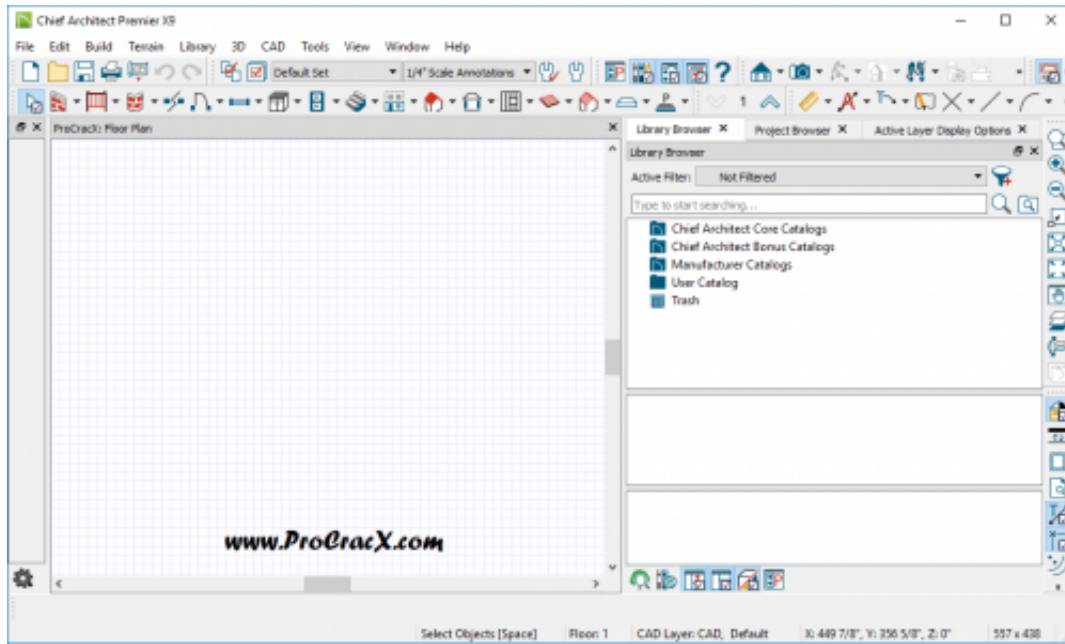 Chief Architect Premier X9
File Edit Build Terrain Library 3D CAD Tools View Window Help
Default Set 1/4" Scale Annotations
1
ProCrack: Floor Plan
Library Browser Project Browser Active Layer Display Options
Library Browser
Active Filter: Not Filtered
Type to start searching...
Chief Architect Core Catalogs
Chief Architect Bonus Catalogs
Manufacturer Catalogs
User Catalog
Trash
www.ProCracX.com
Select Objects [Space] Floor: 1 CAD Layer: CAD, Default X: 449 7/8", Y: 356 5/8", Z: 0" 557 x 438